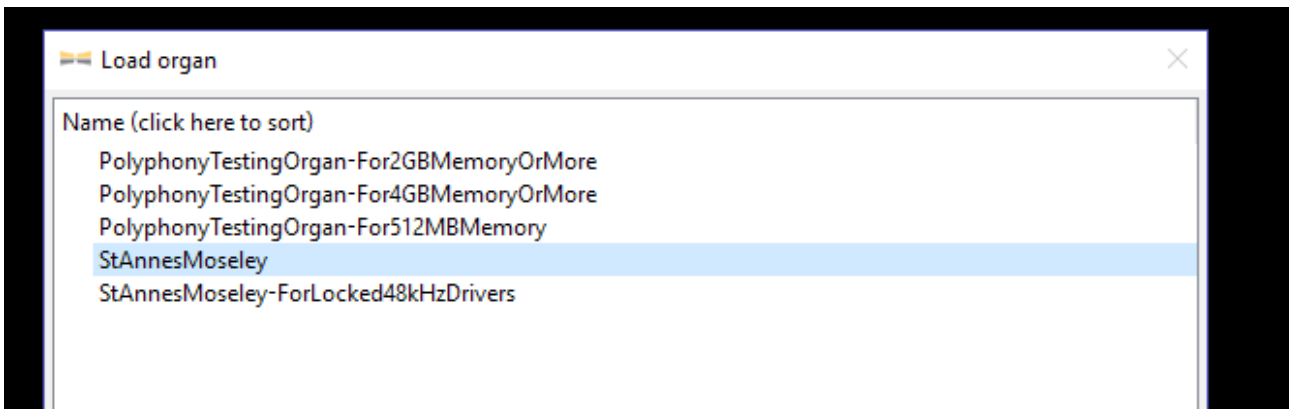 Load organ
Name (click here to sort)
PolyphonyTestingOrgan-For2GBMemoryOrMore
PolyphonyTestingOrgan-For4GBMemoryOrMore
PolyphonyTestingOrgan-For512MBMemory
StAnnesMoseley
StAnnesMoseley-ForLocked48kHzDrivers